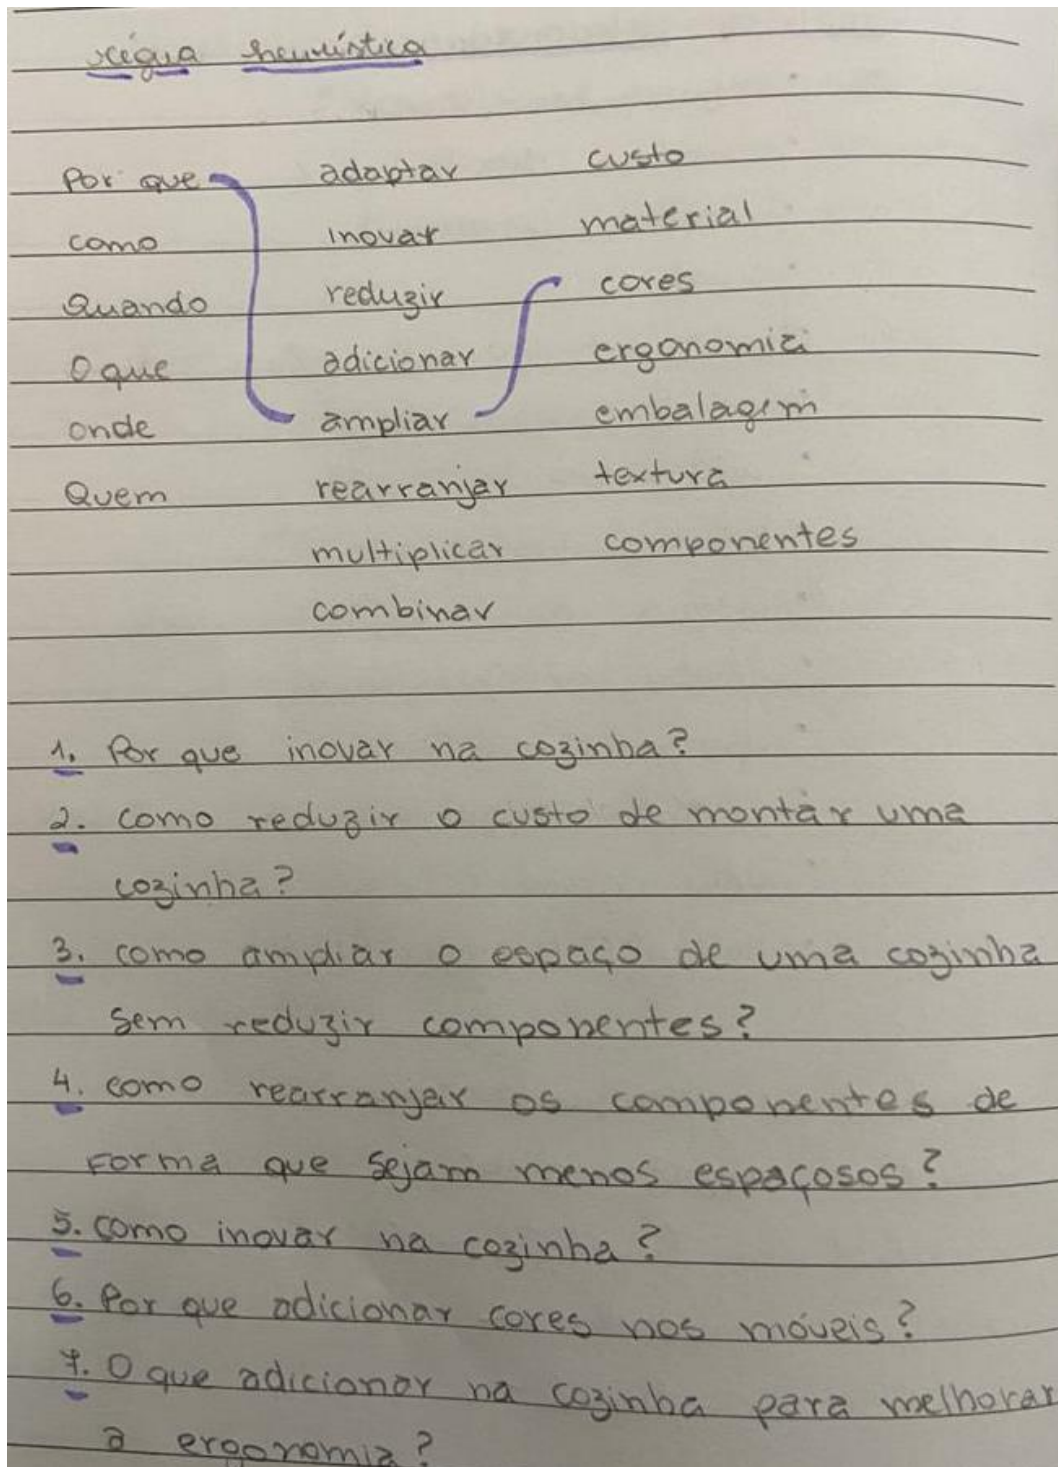 régua heurística
Por que adaptar custo
como inovar material
Quando reduzir cores
O que adicionar ergonomia
onde ampliar embalagem
Quem rearranjar textura
multiplicar componentes
combinar
1. Por que inovar na cozinha?
2. como reduzir o custo de montar uma
cozinha?
3. como ampliar o espaço de uma cozinha
sem reduzir componentes?
4. como rearranjar os componentes de
forma que sejam menos espaçosos?
5. como inovar na cozinha?
6. Por que adicionar cores nos móveis?
7. O que adicionar na cozinha para melhorar
a ergonomia?